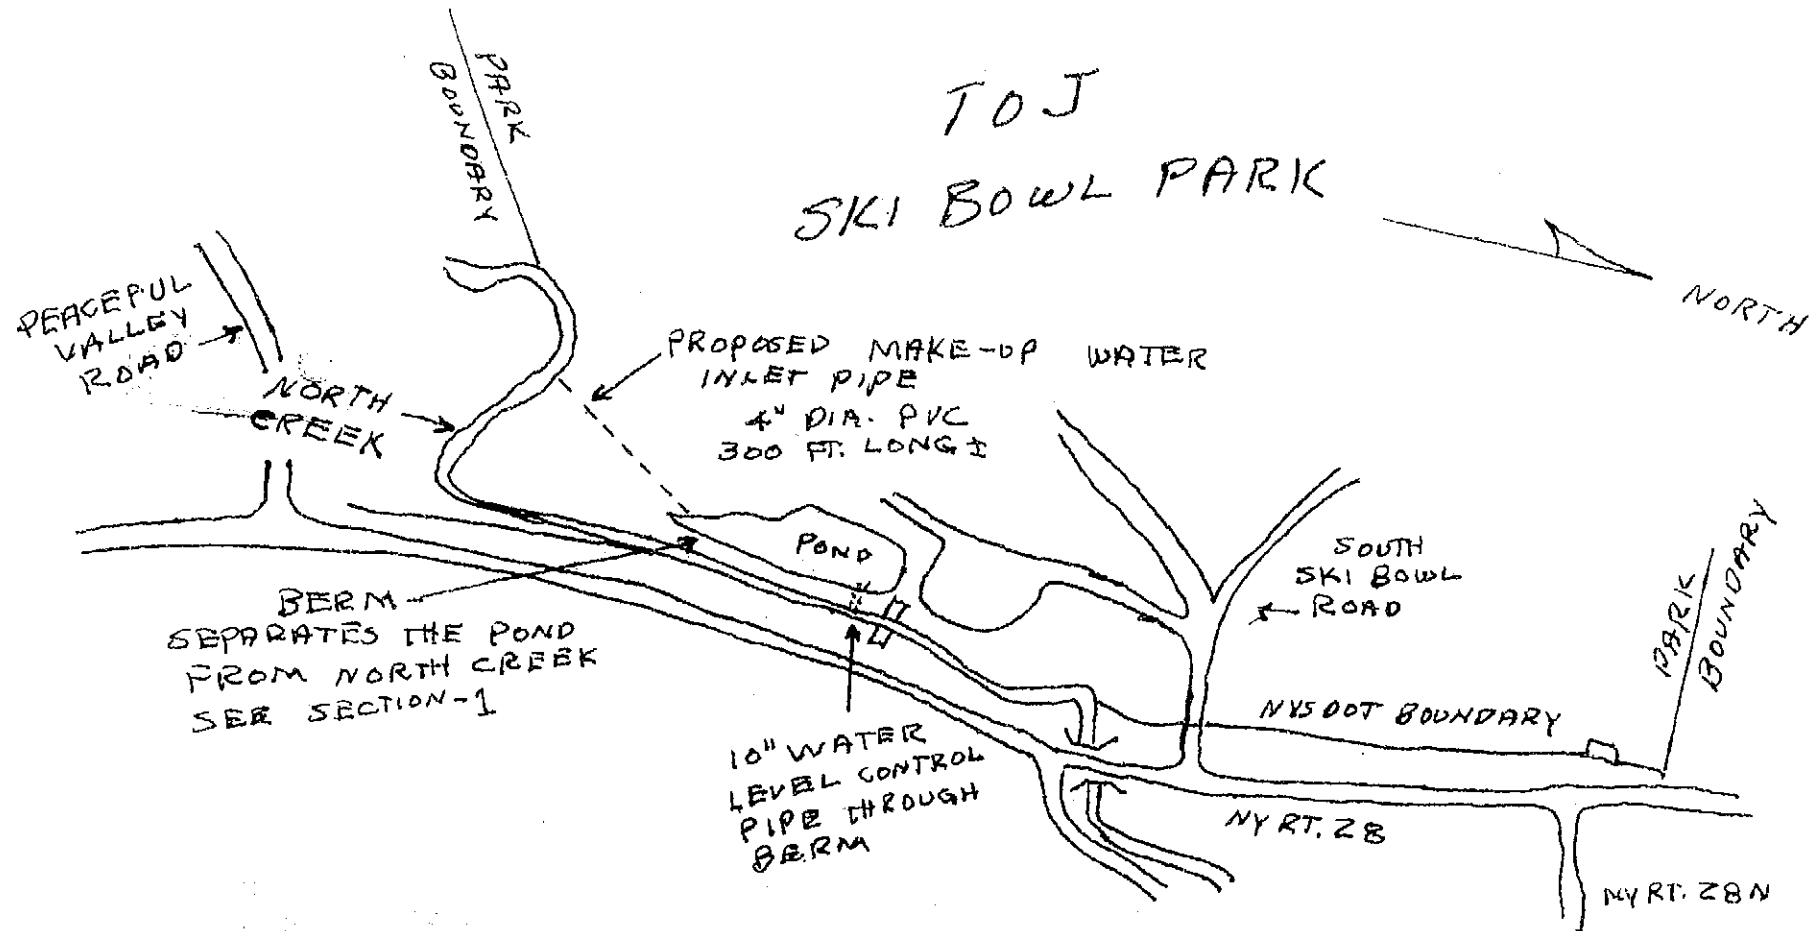 TOJ
SKI BOWL PARK
PARK
BOUNDARY
NORTH
PEACEFUL
VALLEY
ROAD
NORTH
CREEK
PROPOSED MAKE-UP WATER
INLET PIPE
4" DIA. PVC
300 FT. LONG ±
POND
SOUTH
SKI BOWL
ROAD
PARK
BOUNDARY
BERM
SEPARATES THE POND
FROM NORTH CREEK
SEE SECTION-1
10" WATER
LEVEL CONTROL
PIPE THROUGH
BERM
NYSDOT BOUNDARY
NY RT. 28
NY RT. 28N